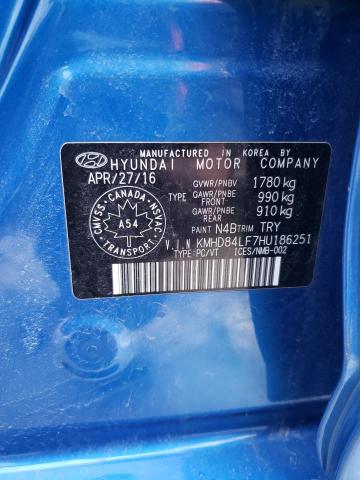 MANUFACTURED IN KOREA BY
HYUNDAI MOTOR COMPANY
APR/27/16
GVWR/PNBV 1780 kg
TYPE GAWR/PNBE FRONT 990 kg
GAWR/PNBE REAR 910 kg
PAINT N4B TRIM TRY
V.I.N KMHD84LF7HU186251
TYPE-PC/VT ICES/NMB-002
CANADA
CMVSS NSVAC
A54
TRANSPORT